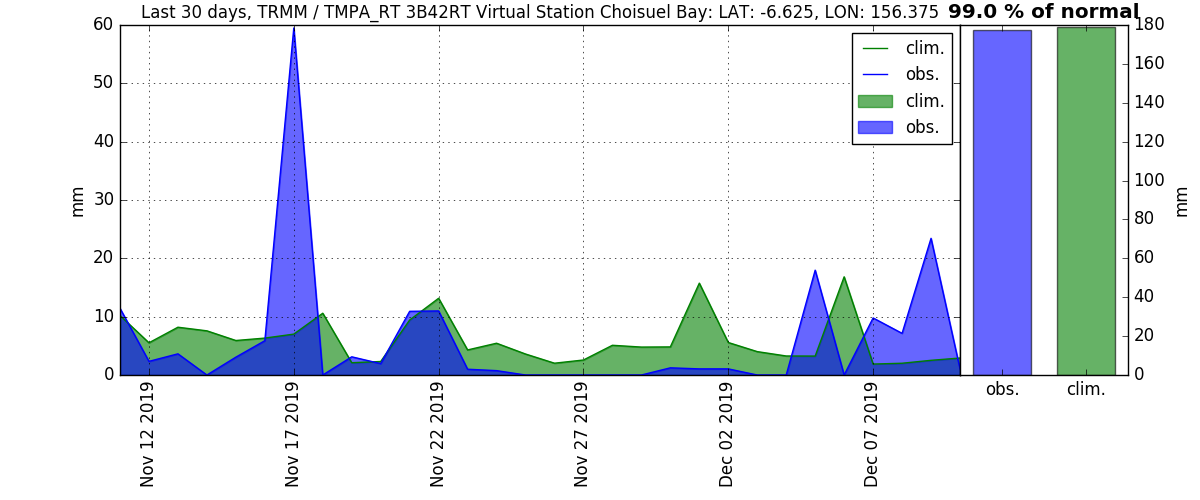 Last 30 days, TRMM / TMPA_RT 3B42RT Virtual Station Choisuel Bay: LAT: -6.625, LON: 156.375 99.0 % of normal
60
50
40
30
20
10
0
mm
clim.
obs.
clim.
obs.
Nov 12 2019
Nov 17 2019
Nov 22 2019
Nov 27 2019
Dec 02 2019
Dec 07 2019
180
160
140
120
100
80
60
40
20
0
mm
obs.
clim.